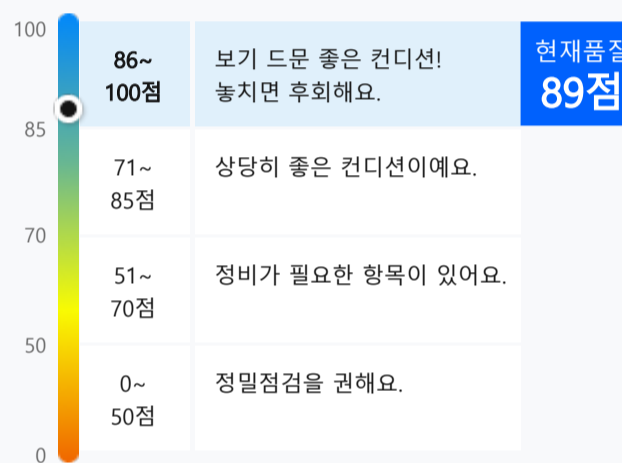 100
86~
100점
보기 드문 좋은 컨디션!
놓치면 후회해요.
현재품질
89점
85
71~
85점
상당히 좋은 컨디션이예요.
70
51~
70점
정비가 필요한 항목이 있어요.
50
0~
50점
정밀점검을 권해요.
0